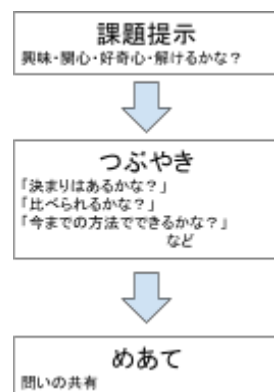 課題提示
興味・関心・好奇心・解けるかな？
つぶやき
「決まりはあるかな？」
「比べられるかな？」
「今までの方法でできるかな？」
など
めあて
問いの共有